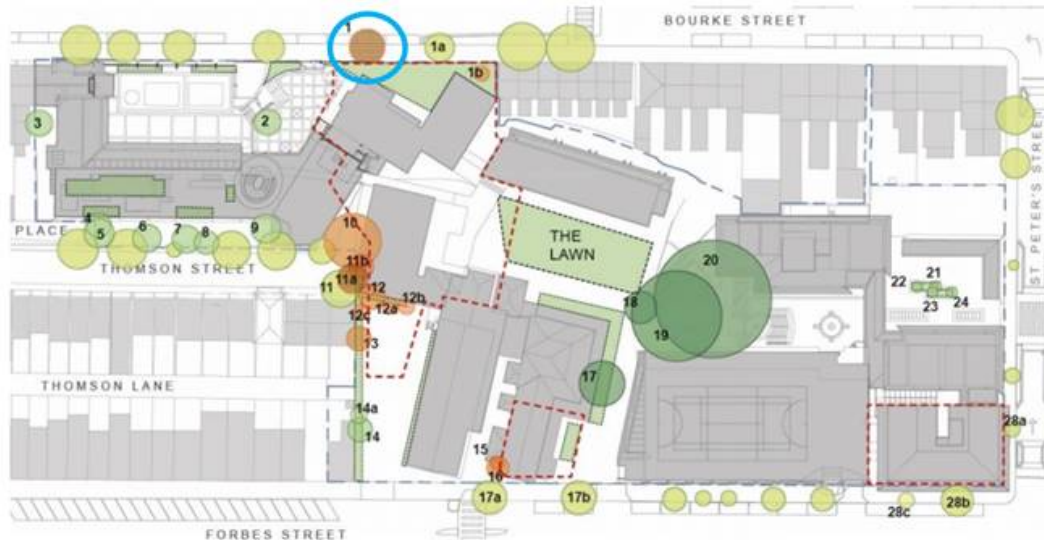 BOURKE STREET
1
1a
1b
3
2
4
5
6
7
8
9
10
PLACE
THOMSON STREET
11b
11a
11
12
12b
12a
12c
13
THE
LAWN
20
18
19
22
21
23
24
ST PETER'S STREET
THOMSON LANE
17
14a
14
15
16
17a
17b
28a
28b
28c
FORBES STREET